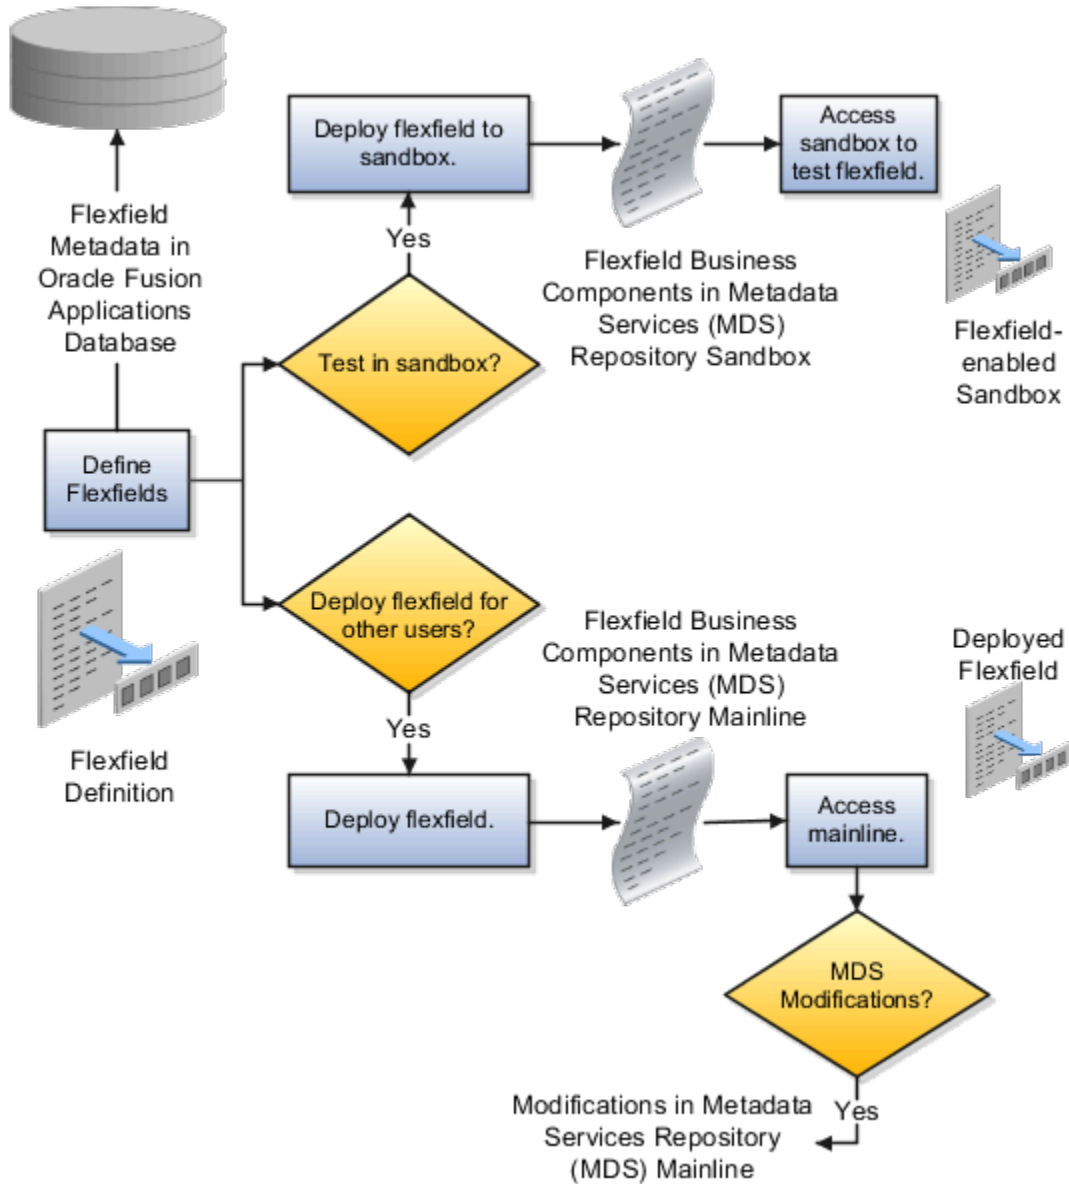 Deploy flexfield to
sandbox.
Access
sandbox to
test flexfield.
Flexfield
Metadata in
Oracle Fusion
Applications
Database
Yes
Flexfield Business
Components in Metadata
Services (MDS)
Repository Sandbox
Flexfield-
enabled
Sandbox
Test in sandbox?
Define
Flexfields
Deploy flexfield for
other users?
Flexfield Business
Components in Metadata
Services (MDS)
Repository Mainline
Deployed
Flexfield
Yes
Flexfield
Definition
Deploy flexfield.
Access
mainline.
MDS
Modifications?
Yes
Modifications in Metadata
Services Repository
(MDS) Mainline